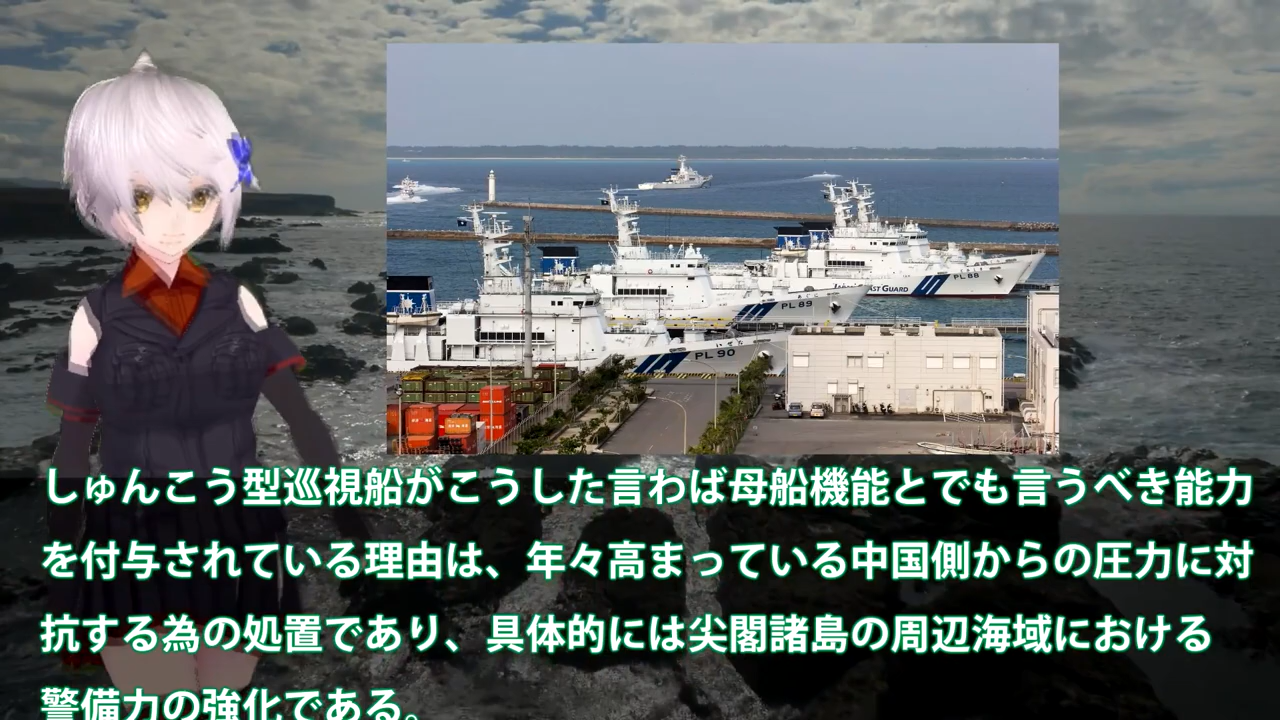 PL 88
COAST GUARD
PL 89
PL 90
しゅんこう型巡視船がこうした言わば母船機能とでも言うべき能力
を付与されている理由は、年々高まっている中国側からの圧力に対
抗する為の処置であり、具体的には尖閣諸島の周辺海域における
警備力の強化である。